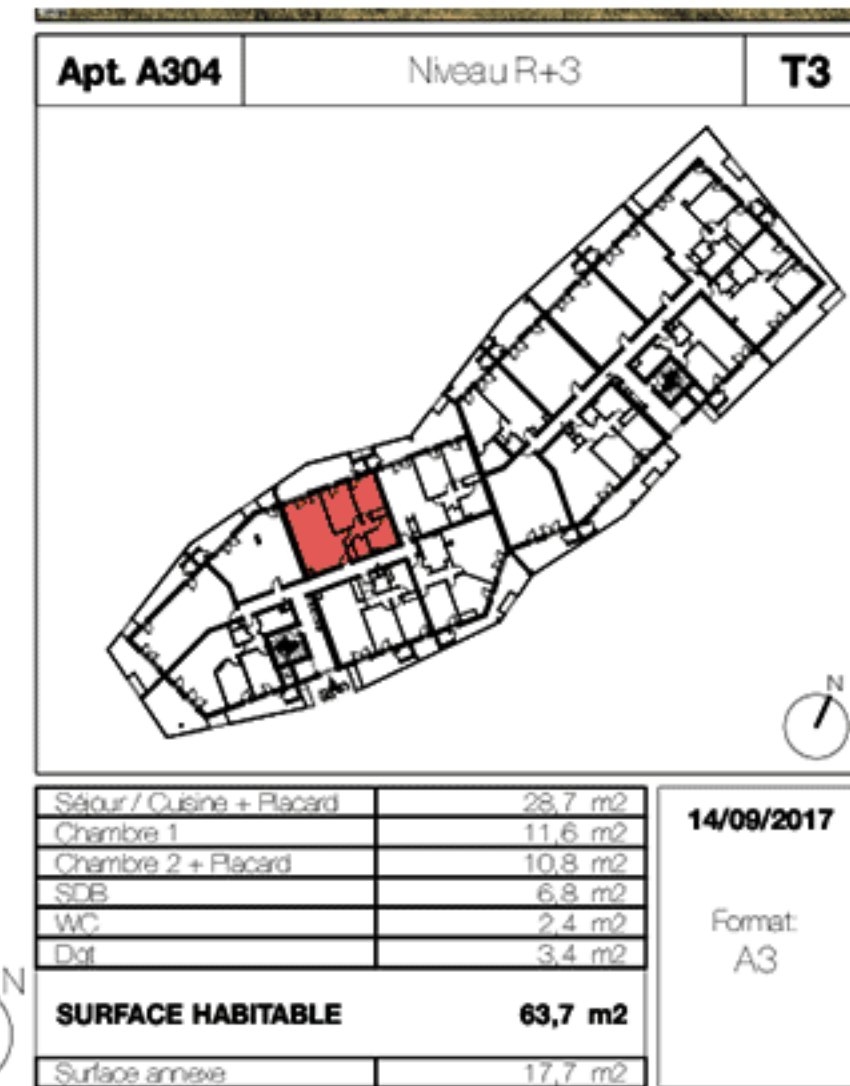 Apt. A304 Niveau R+3 T3
N
Séjour / Cuisine + Placard 28,7 m2
Chambre 1 11,6 m2
Chambre 2 + Placard 10,8 m2
SDB 6,8 m2
WC 2,4 m2
Dgt 3,4 m2
SURFACE HABITABLE 63,7 m2
Surface annexe 17,7 m2
14/09/2017
Format:
A3
N